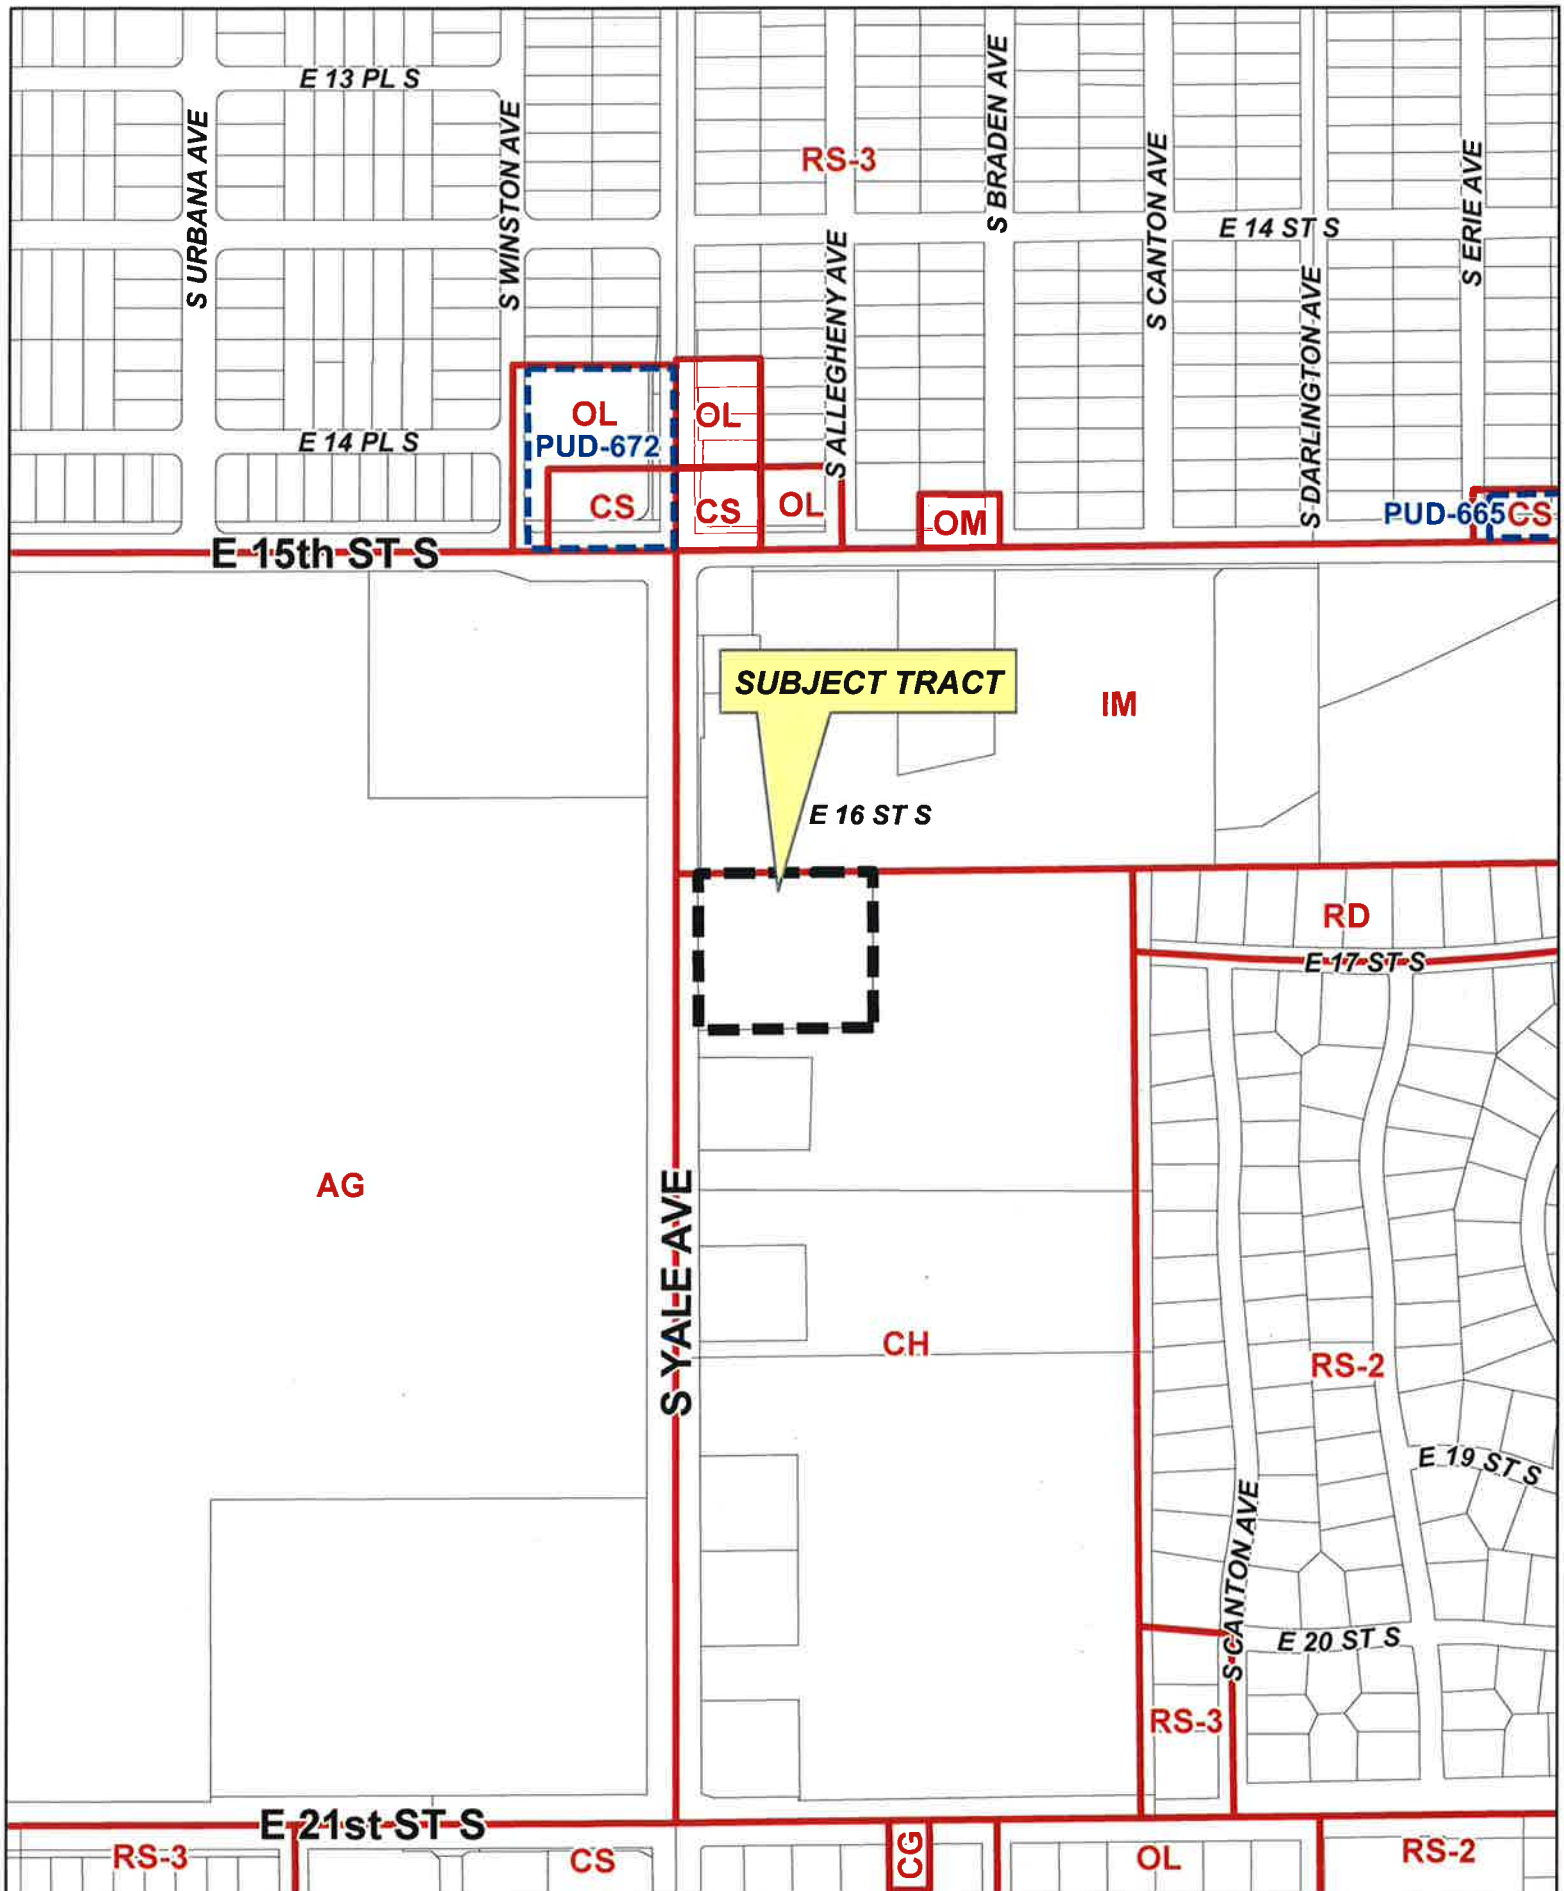 E 13 PL S
S URBANA AVE
S WINSTON AVE
RS-3
S BRADEN AVE
S CANTON AVE
E 14 ST S
S ERIE AVE
S ALLEGHENY AVE
S DARLINGTON AVE
OL
PUD-672
OL
E 14 PL S
CS
CS
OL
OM
PUD-665
CS
E 15th ST S
SUBJECT TRACT
IM
E 16 ST S
RD
E 17 ST S
AG
S YALE AVE
CH
RS-2
E 19 ST S
S CANTON AVE
E 20 ST S
RS-3
E 21st ST S
RS-3
CS
CG
OL
RS-2